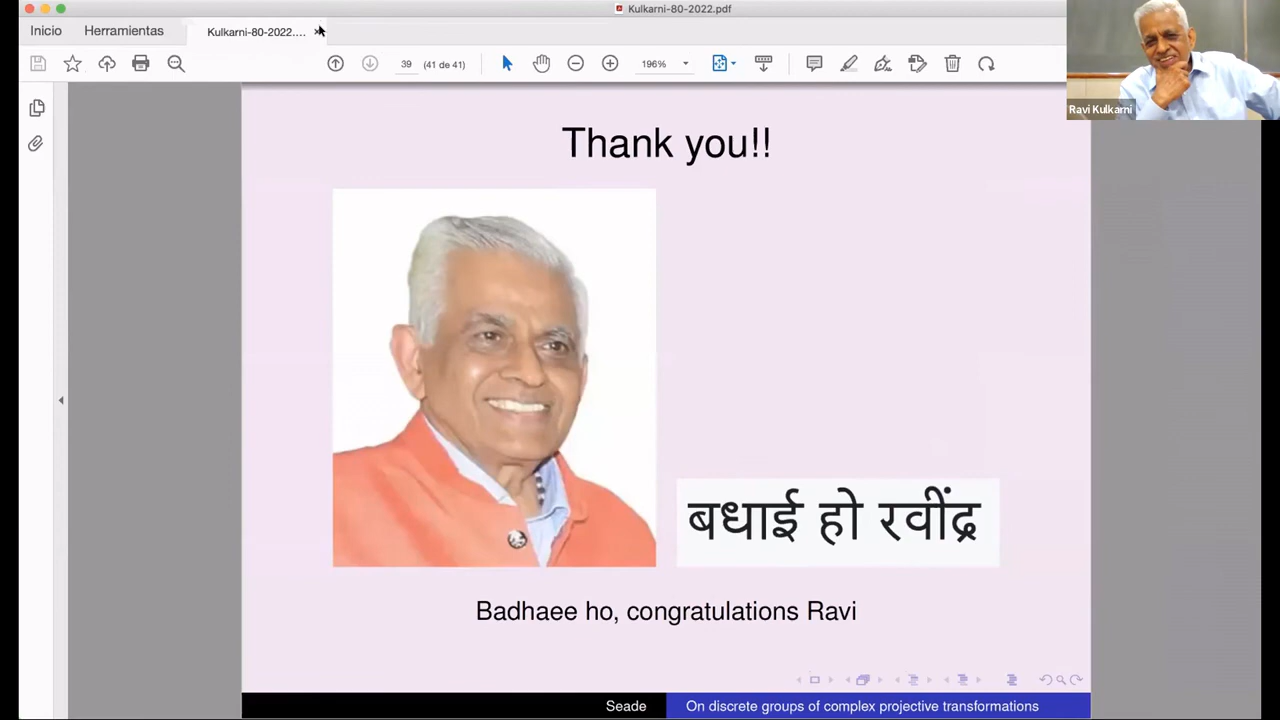 Kulkarni-80-2022.pdf
Inicio
Herramientas
Kulkarni-80-2022....
39
(41 de 41)
196%
Ravi Kulkarni
Thank you!!
बधाई हो रवींद्र
Badhaee ho, congratulations Ravi
Seade
On discrete groups of complex projective transformations